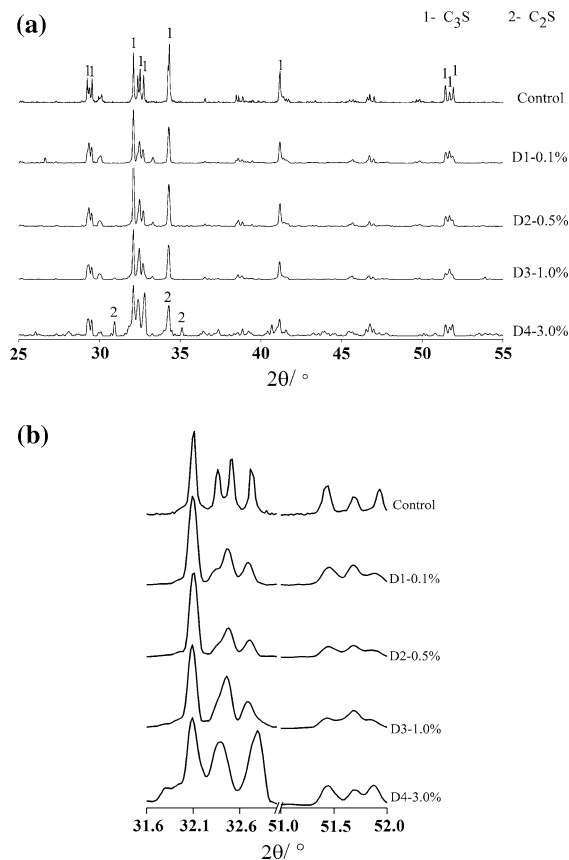 (a)
1- C₃S 2- C₂S
1
1
1 1 1 1 1 1 1 1
Control
D1-0.1%
D2-0.5%
D3-1.0%
2 2 2
D4-3.0%
25 30 35 40 45 50 55
2θ/ °
(b)
Control
D1-0.1%
D2-0.5%
D3-1.0%
D4-3.0%
31.6 32.1 32.6 51.0 51.5 52.0
2θ/ °